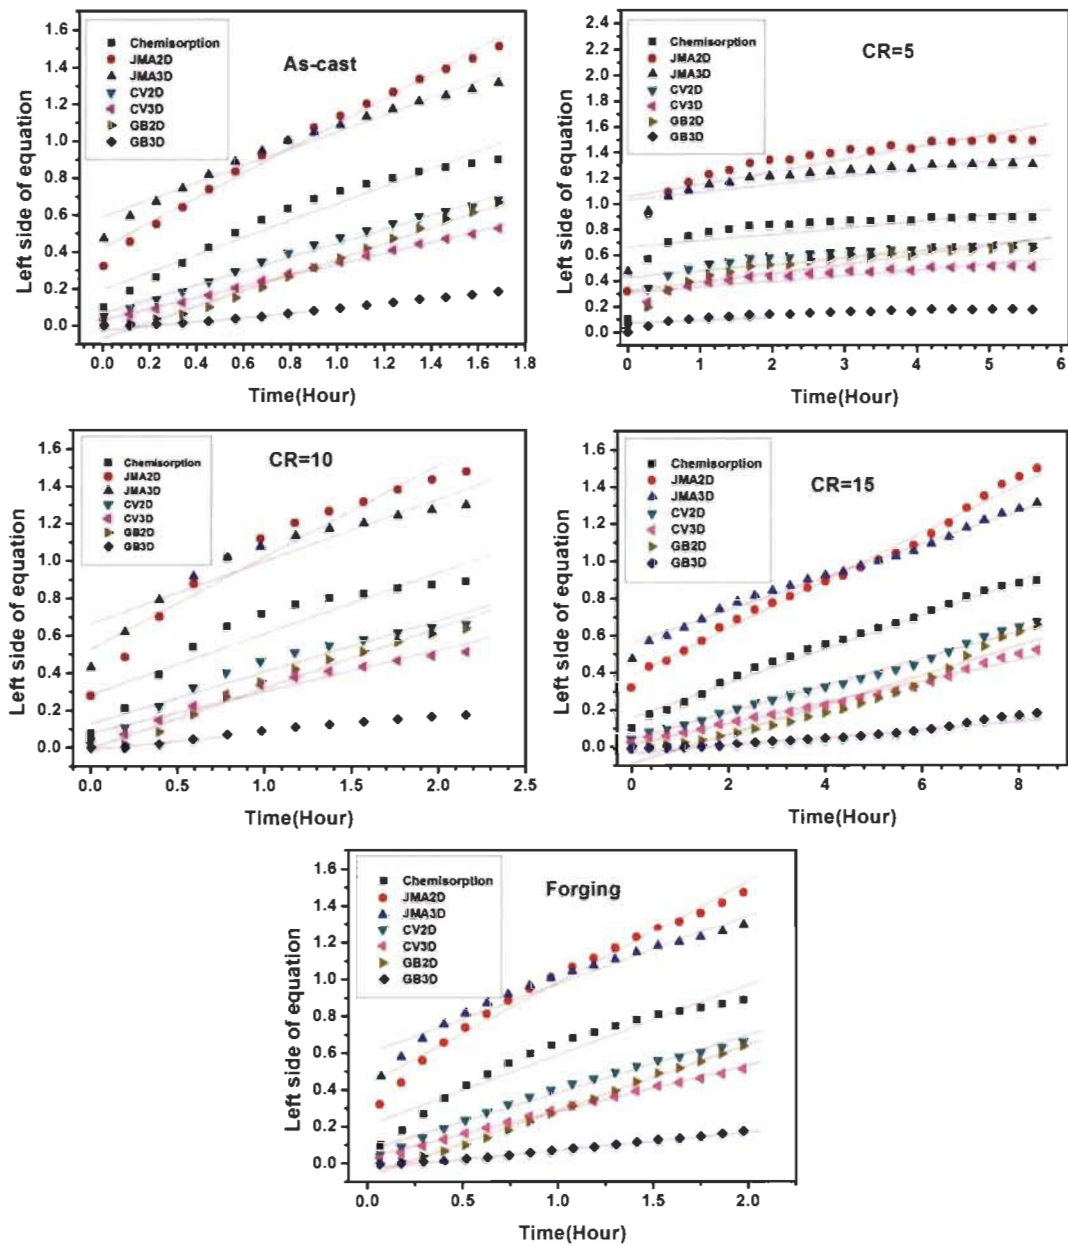 As-cast
Chemisorption
JMA2D
JMA3D
CV2D
CV3D
GB2D
GB3D
Left side of equation
1.6
1.4
1.2
1.0
0.8
0.6
0.4
0.2
0.0
0.0 0.2 0.4 0.6 0.8 1.0 1.2 1.4 1.6 1.8
Time(Hour)
CR=5
Chemisorption
JMA2D
JMA3D
CV2D
CV3D
GB2D
GB3D
Left side of equation
2.4
2.2
2.0
1.8
1.6
1.4
1.2
1.0
0.8
0.6
0.4
0.2
0.0
0 1 2 3 4 5 6
Time(Hour)
CR=10
Chemisorption
JMA2D
JMA3D
CV2D
CV3D
GB2D
GB3D
Left side of equation
1.6
1.4
1.2
1.0
0.8
0.6
0.4
0.2
0.0
0.0 0.5 1.0 1.5 2.0 2.5
Time(Hour)
CR=15
Chemisorption
JMA2D
JMA3D
CV2D
CV3D
GB2D
GB3D
Left side of equation
1.6
1.4
1.2
1.0
0.8
0.6
0.4
0.2
0.0
0 2 4 6 8
Time(Hour)
Forging
Chemisorption
JMA2D
JMA3D
CV2D
CV3D
GB2D
GB3D
Left side of equation
1.6
1.4
1.2
1.0
0.8
0.6
0.4
0.2
0.0
0.0 0.5 1.0 1.5 2.0
Time(Hour)